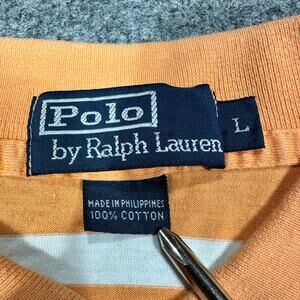 Polo
by Ralph Lauren
L
MADE IN PHILIPPINES
100% COTTON